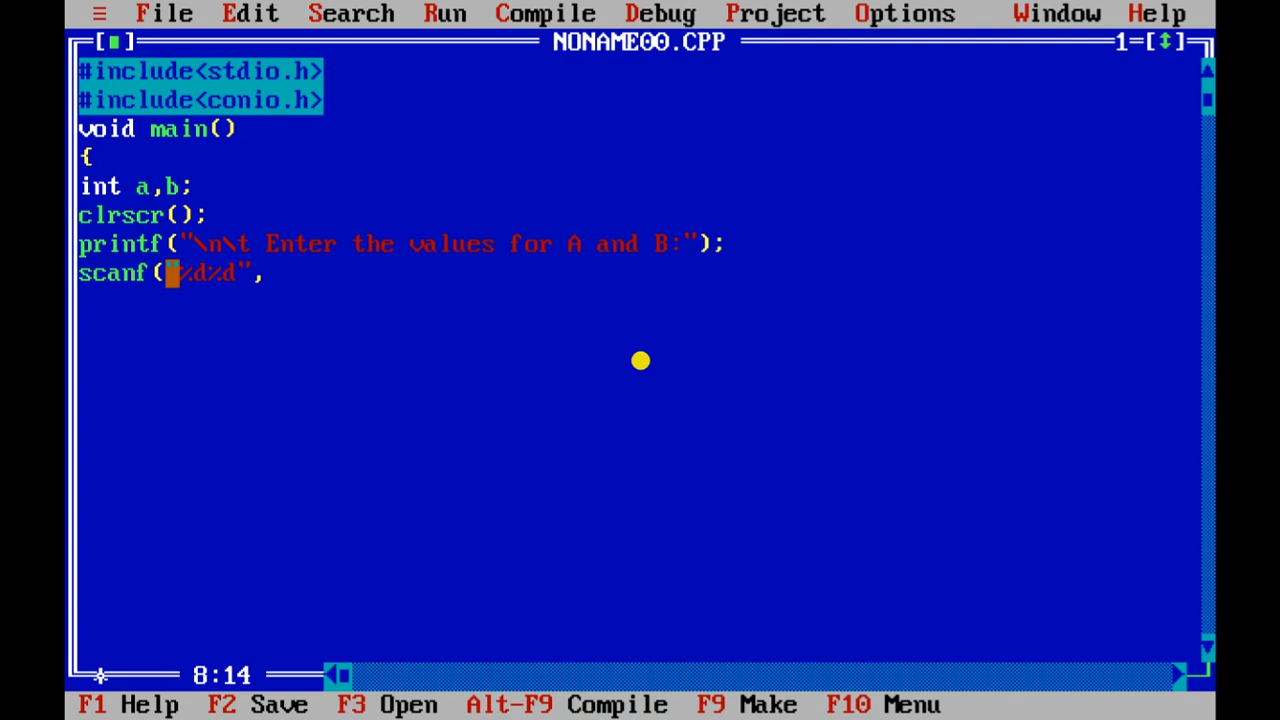 ≡ File Edit Search Run Compile Debug Project Options Window Help
[■] NONAME00.CPP 1=[↕]
#include<stdio.h>
#include<conio.h>
void main()
{
int a,b;
clrscr();
printf("\n\t Enter the values for A and B:");
scanf("%d%d",
8:14
F1 Help F2 Save F3 Open Alt-F9 Compile F9 Make F10 Menu